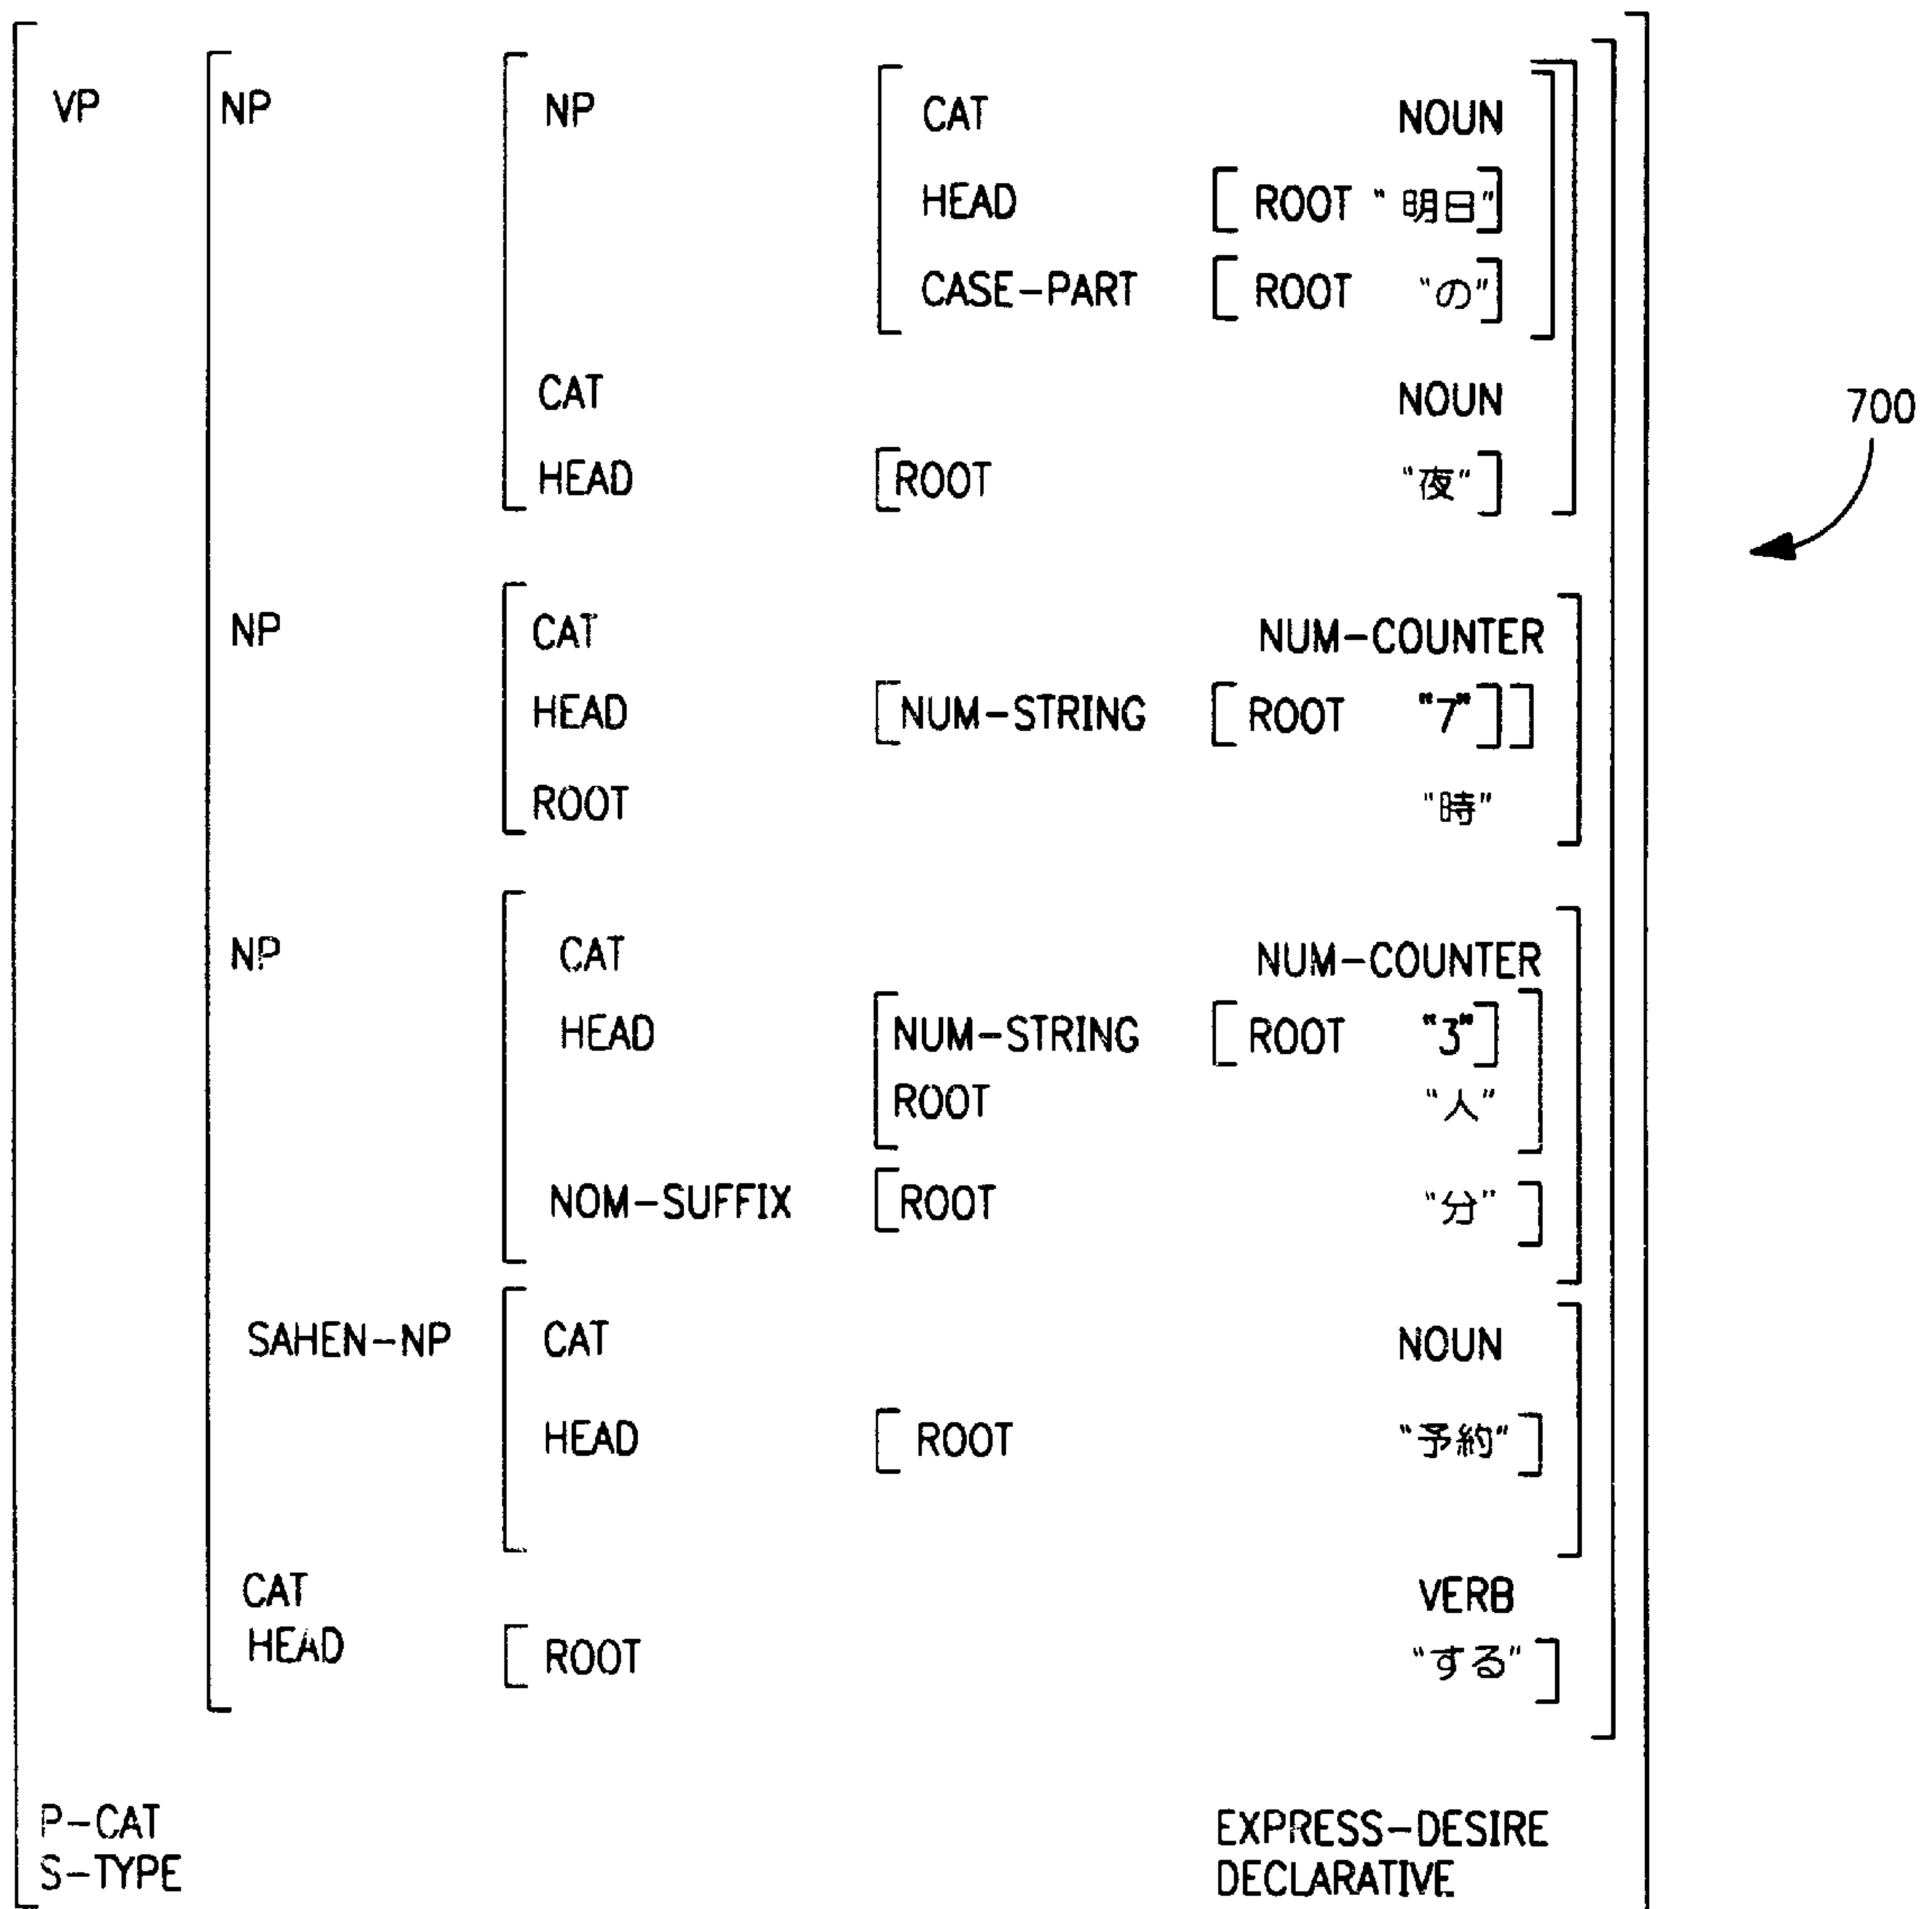 VP NP NP CAT NOUN
HEAD [ROOT "明日"]
CASE-PART [ROOT "の"]
CAT NOUN
700
HEAD [ROOT "夜"]
NP CAT NUM-COUNTER
HEAD [NUM-STRING [ROOT "7"]]
ROOT "時"
NP CAT NUM-COUNTER
HEAD NUM-STRING [ROOT "3"]
ROOT "人"
NOM-SUFFIX [ROOT "分"]
SAHEN-NP CAT NOUN
HEAD [ROOT "予約"]
CAT VERB
HEAD [ROOT "する"]
P-CAT EXPRESS-DESIRE
S-TYPE DECLARATIVE